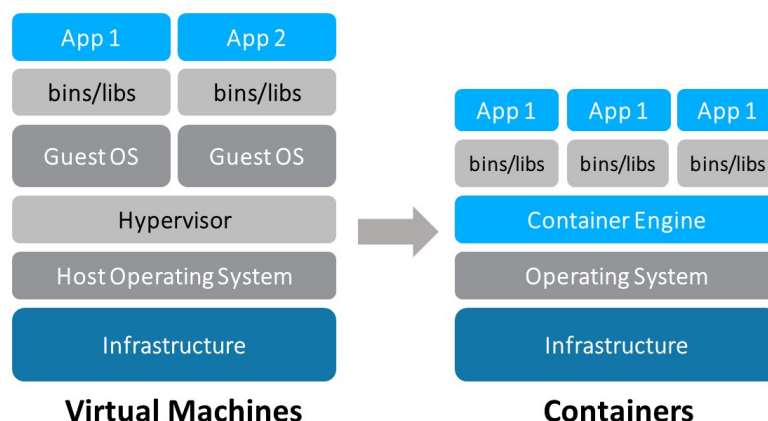 App 1 App 2
bins/libs bins/libs
Guest OS Guest OS
Hypervisor
Host Operating System
Infrastructure
Virtual Machines
App 1 App 1 App 1
bins/libs bins/libs bins/libs
Container Engine
Operating System
Infrastructure
Containers